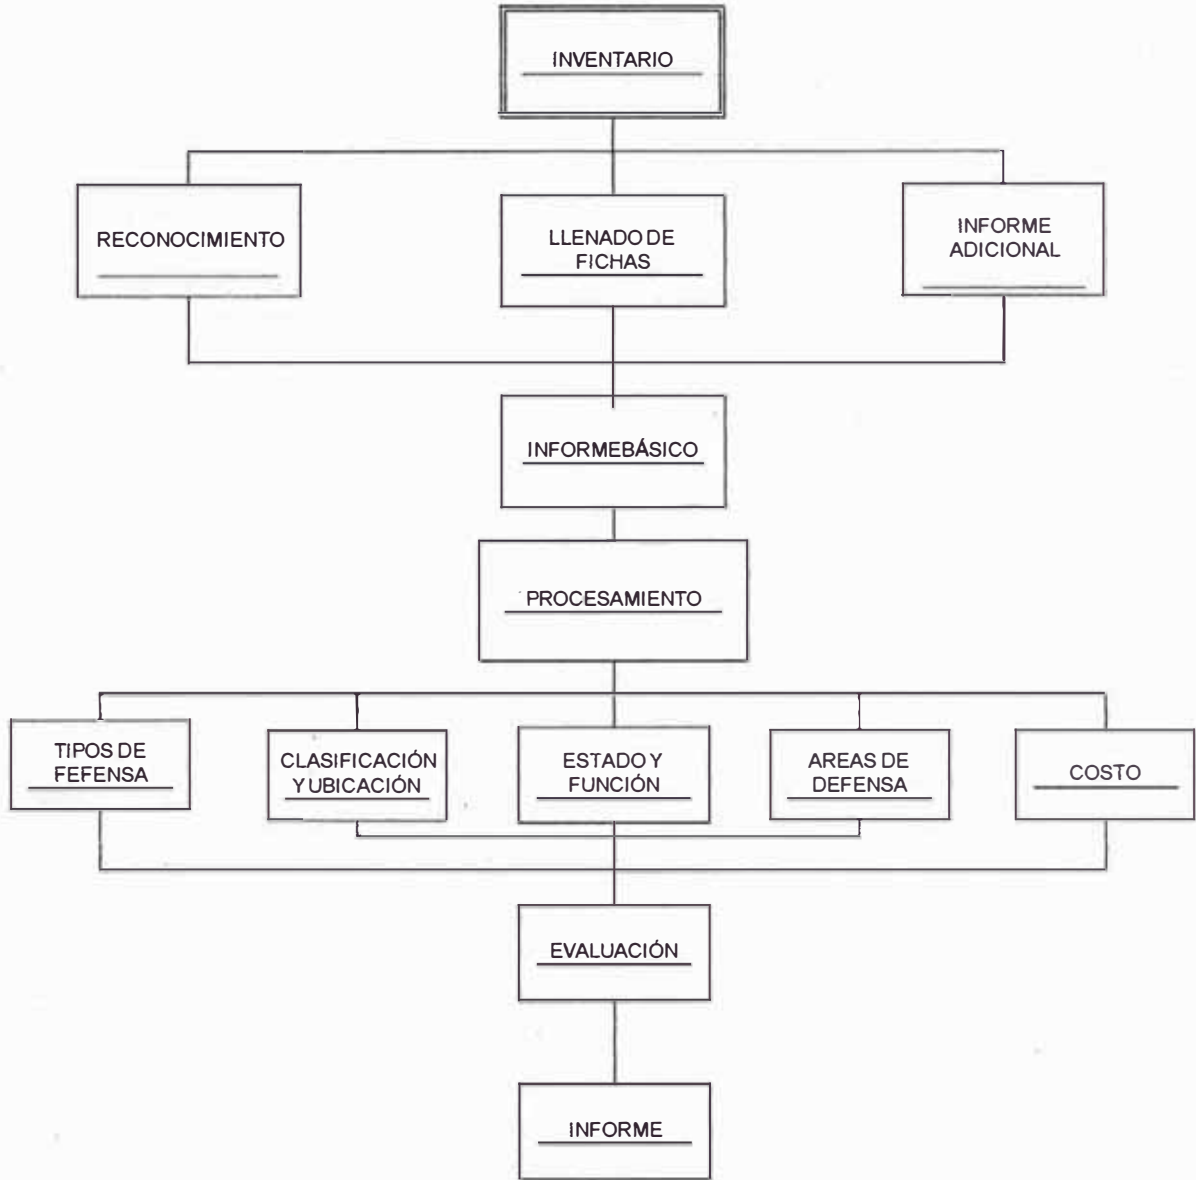 INVENTARIO
RECONOCIMIENTO
LLENADO DE
FICHAS
INFORME
ADICIONAL
INFORMEBÁSICO
PROCESAMIENTO
TIPOS DE
FEFENSA
CLASIFICACIÓN
Y UBICACIÓN
ESTADO Y
FUNCIÓN
AREAS DE
DEFENSA
COSTO
EVALUACIÓN
INFORME